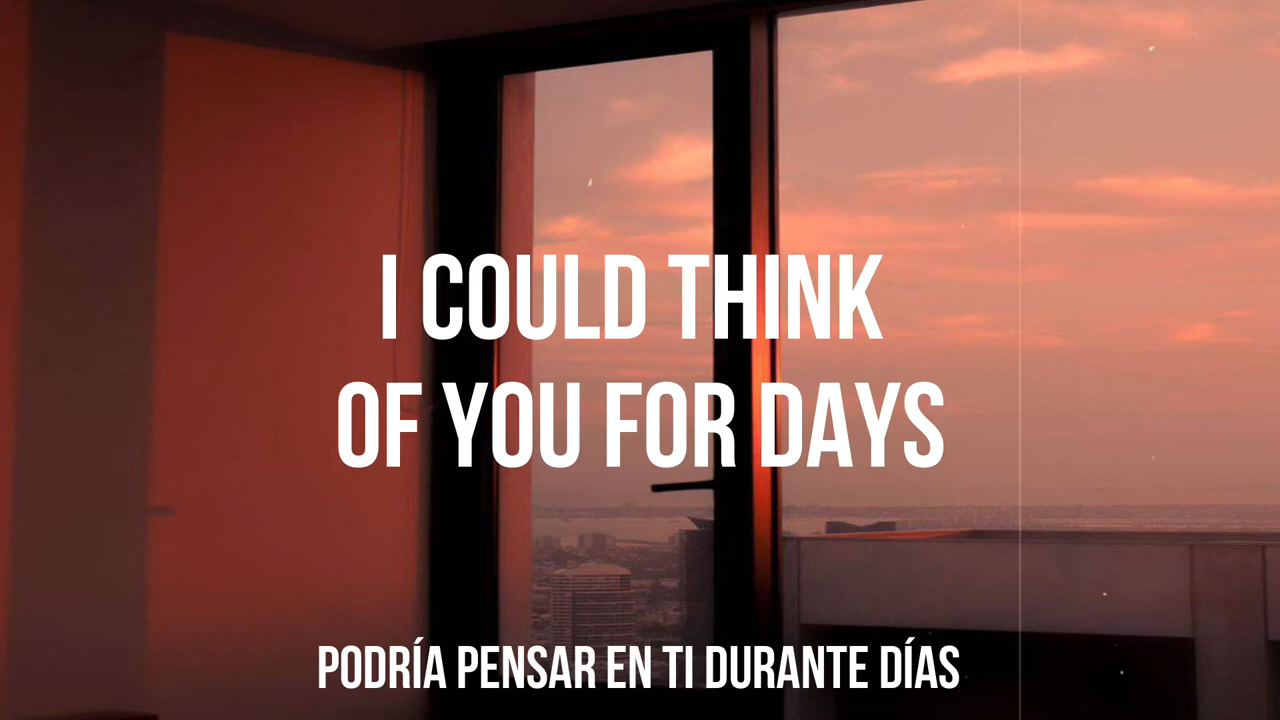 I COULD THINK
OF YOU FOR DAYS
PODRÍA PENSAR EN TI DURANTE DÍAS